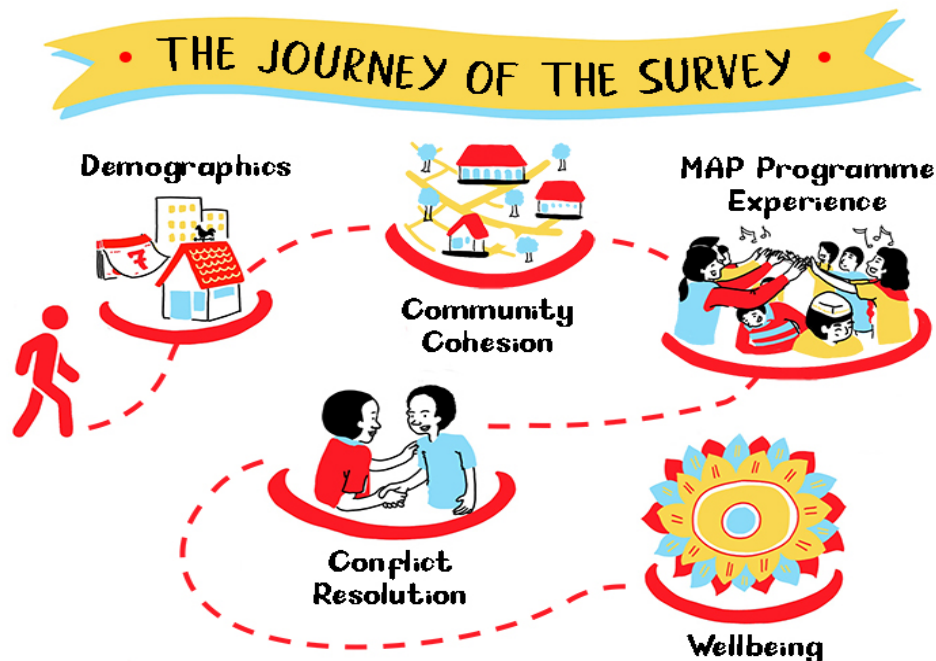 THE JOURNEY OF THE SURVEY
Demographics
7
Community
Cohesion
MAP Programme
Experience
Conflict
Resolution
Wellbeing